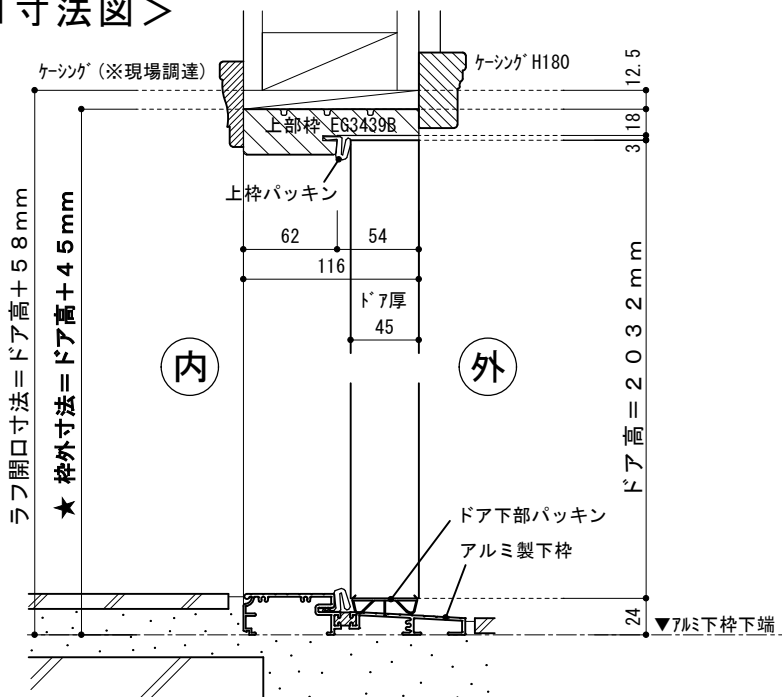 口寸法図＞
ｹｰｼﾝｸﾞ (※現場調達)
ｹｰｼﾝｸﾞ H180
12.5
上部枠 EG3439B
18
3
上枠パッキン
62
54
116
ドア厚
45
内
外
ラフ開口寸法＝ドア高＋５８mm
★ 枠外寸法＝ドア高＋４５mm
ドア高＝２０３２mm
ドア下部パッキン
アルミ製下枠
24
▼ｱﾙﾐ下枠下端